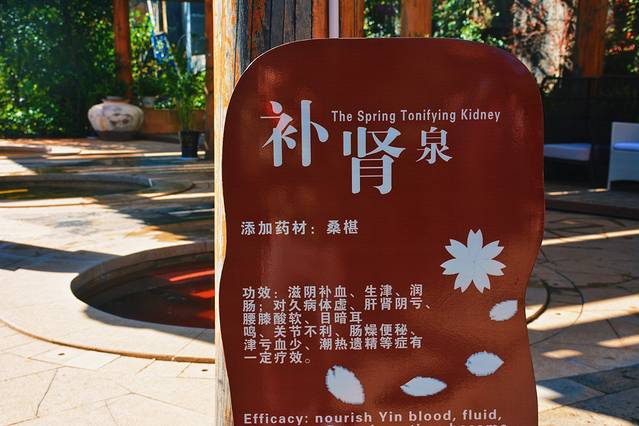 The Spring Tonifying Kidney
补肾泉
添加药材：桑椹
功效：滋阴补血、生津、润
肠；对久病体虚、肝肾阴亏、
腰膝酸软、目暗耳
鸣、关节不利、肠燥便秘、
津亏血少、潮热遗精等症有
一定疗效。
Efficacy: nourish Yin blood, fluid,